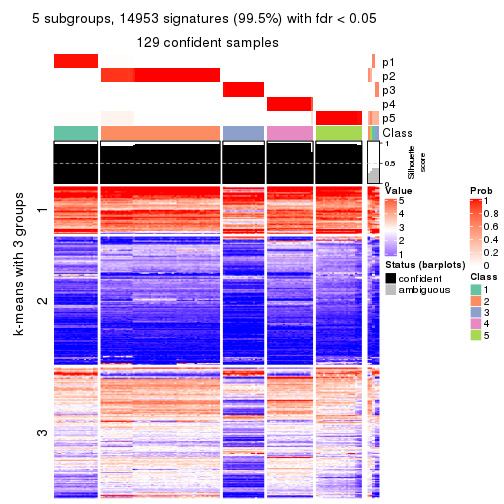 5 subgroups, 14953 signatures (99.5%) with fdr < 0.05
129 confident samples
p1
p2
p3
p4
p5
Class
1
0.5
0
Silhouette
score
k-means with 3 groups
1
2
3
Value
5
4
3
2
1
Status (barplots)
confident
ambiguous
Prob
1
0.8
0.6
0.4
0.2
0
Class
1
2
3
4
5